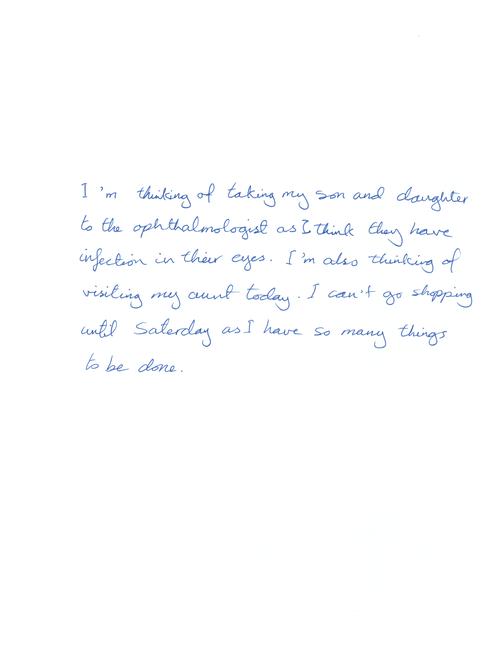 I'm thinking of taking my son and daughter
to the ophthalmologist as I think they have
infection in their eyes. I'm also thinking of
visiting my aunt today. I can't go shopping
until Saterday as I have so many things
to be done.